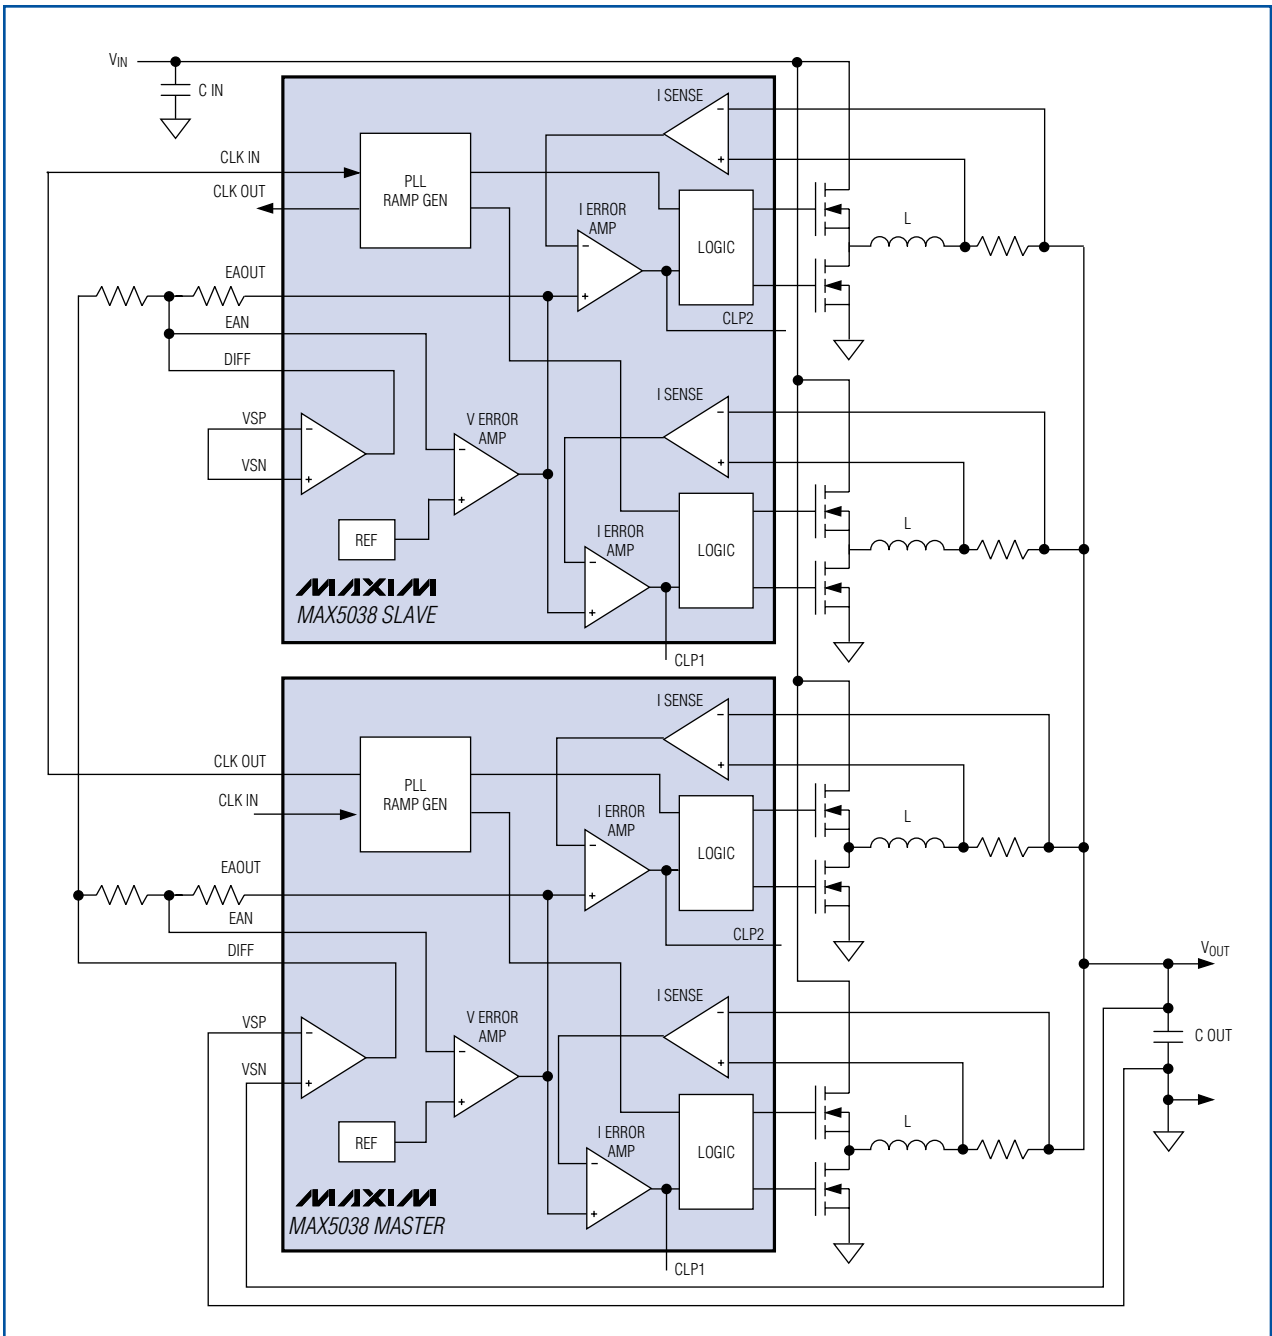 VIN
C IN
I SENSE
CLK IN
PLL
RAMP GEN
CLK OUT
I ERROR
AMP
LOGIC
L
EAOUT
CLP2
EAN
DIFF
I SENSE
VSP
V ERROR
AMP
VSN
L
REF
I ERROR
AMP
LOGIC
MAXIM
MAX5038 SLAVE
CLP1
I SENSE
CLK OUT
PLL
RAMP GEN
CLK IN
I ERROR
AMP
L
LOGIC
EAOUT
EAN
CLP2
DIFF
VOUT
I SENSE
VSP
V ERROR
AMP
C OUT
VSN
L
REF
I ERROR
AMP
LOGIC
MAXIM
MAX5038 MASTER
CLP1